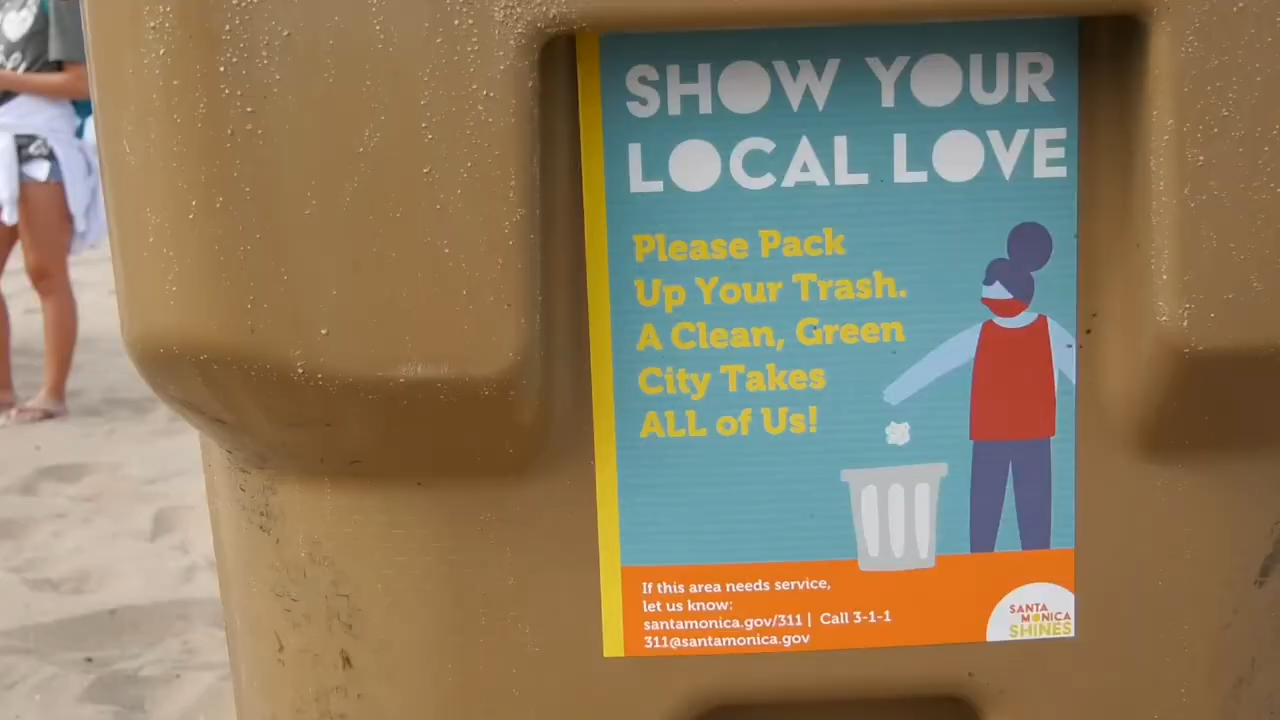 SHOW YOUR
LOCAL LOVE
Please Pack
Up Your Trash.
A Clean, Green
City Takes
ALL of Us!
If this area needs service,
let us know:
santamonica.gov/311 | Call 3-1-1
311@santamonica.gov
SANTA
MONICA
SHINES